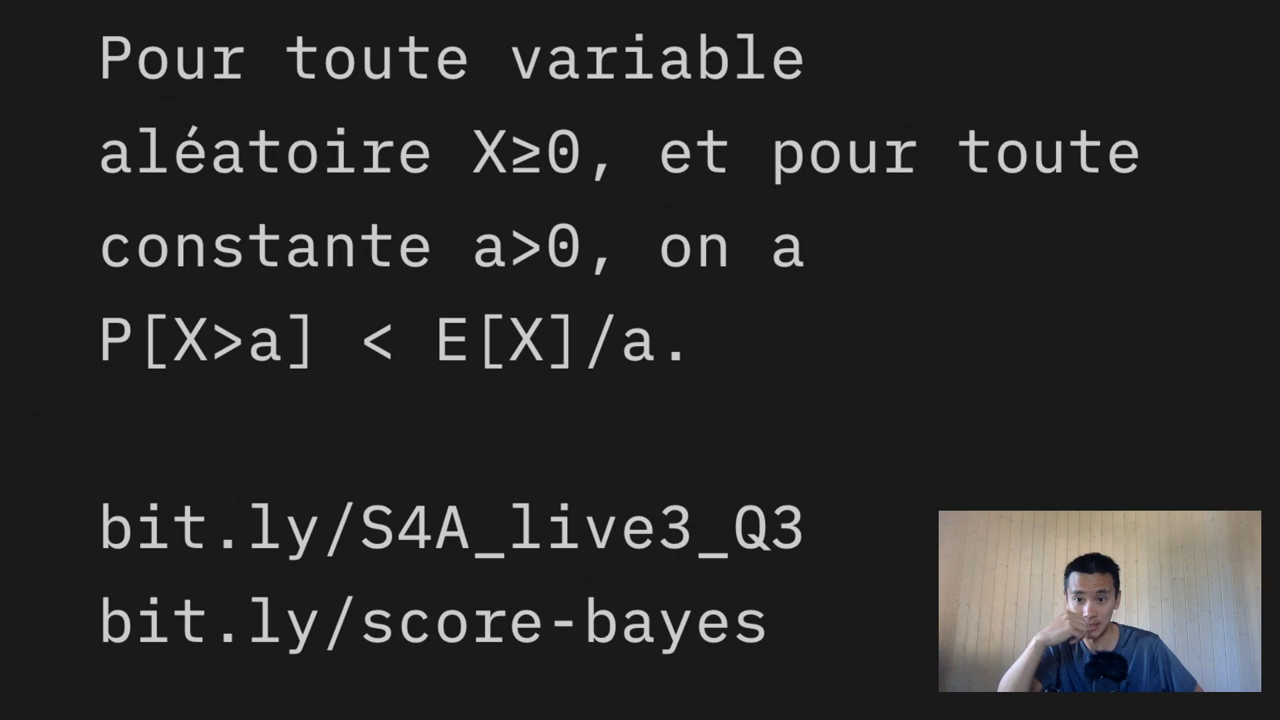 Pour toute variable
aléatoire X≥0, et pour toute
constante a>0, on a
P[X>a] < E[X]/a.
bit.ly/S4A_live3_Q3
bit.ly/score-bayes